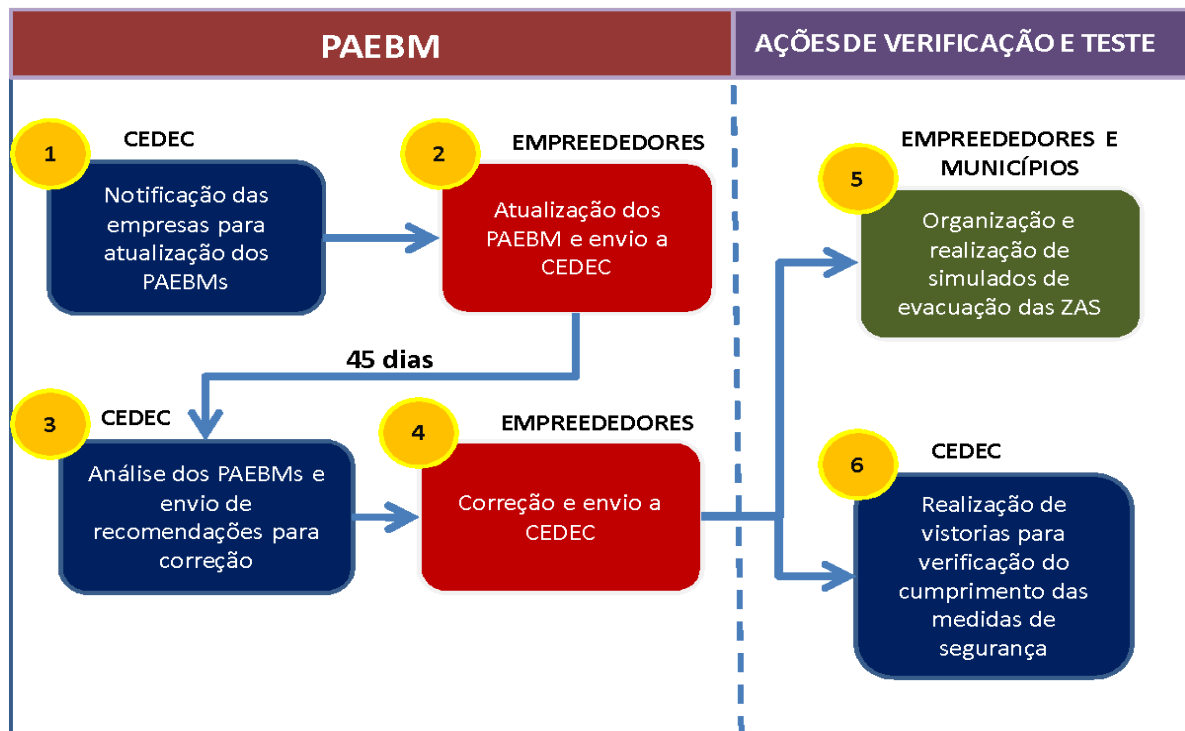 PAEBM
AÇÕES DE VERIFICAÇÃO E TESTE
1
CEDEC
Notificação das
empresas para
atualização dos
PAEBMs
2
EMPREEDEDORES
Atualização dos
PAEBM e envio a
CEDEC
45 dias
3
CEDEC
Análise dos PAEBMs e
envio de
recomendações para
correção
4
EMPREEDEDORES
Correção e envio a
CEDEC
5
EMPREEDEDORES E
MUNICÍPIOS
Organização e
realização de
simulados de
evacuação das ZAS
6
CEDEC
Realização de
vistorias para
verificação do
cumprimento das
medidas de
segurança